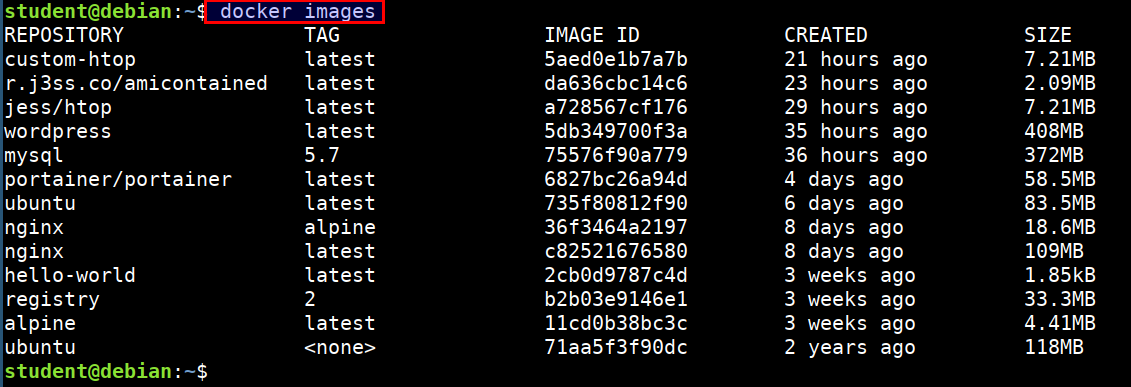 student@debian:~$ docker images
REPOSITORY TAG IMAGE ID CREATED SIZE
custom-htop latest 5aed0e1b7a7b 21 hours ago 7.21MB
r.j3ss.co/amicontained latest da636cbc14c6 23 hours ago 2.09MB
jess/htop latest a728567cf176 29 hours ago 7.21MB
wordpress latest 5db349700f3a 35 hours ago 408MB
mysql 5.7 75576f90a779 36 hours ago 372MB
portainer/portainer latest 6827bc26a94d 4 days ago 58.5MB
ubuntu latest 735f80812f90 6 days ago 83.5MB
nginx alpine 36f3464a2197 8 days ago 18.6MB
nginx latest c82521676580 8 days ago 109MB
hello-world latest 2cb0d9787c4d 3 weeks ago 1.85kB
registry 2 b2b03e9146e1 3 weeks ago 33.3MB
alpine latest 11cd0b38bc3c 3 weeks ago 4.41MB
ubuntu <none> 71aa5f3f90dc 2 years ago 118MB
student@debian:~$